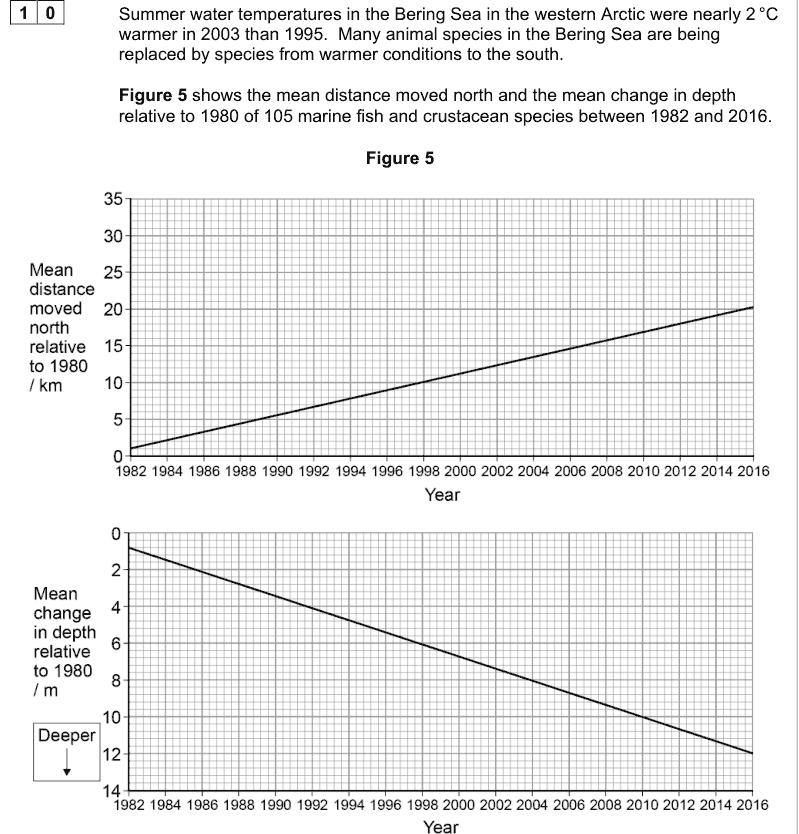 1 0
Summer water temperatures in the Bering Sea in the western Arctic were nearly 2 °C
warmer in 2003 than 1995. Many animal species in the Bering Sea are being
replaced by species from warmer conditions to the south.
Figure 5 shows the mean distance moved north and the mean change in depth
relative to 1980 of 105 marine fish and crustacean species between 1982 and 2016.
Figure 5
35
30
25
20
15
10
5
0
Mean
distance
moved
north
relative
to 1980
/ km
1982 1984 1986 1988 1990 1992 1994 1996 1998 2000 2002 2004 2006 2008 2010 2012 2014 2016
Year
0
2
4
6
8
10
12
14
Mean
change
in depth
relative
to 1980
/ m
Deeper
1982 1984 1986 1988 1990 1992 1994 1996 1998 2000 2002 2004 2006 2008 2010 2012 2014 2016
Year